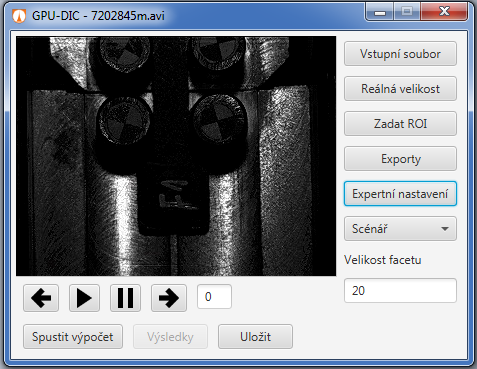 GPU-DIC - 7202845m.avi
Vstupní soubor
Reálná velikost
Zadat ROI
Exporty
Expertní nastavení
Scénář
Velikost facetu
20
0
Spustit výpočet
Výsledky
Uložit